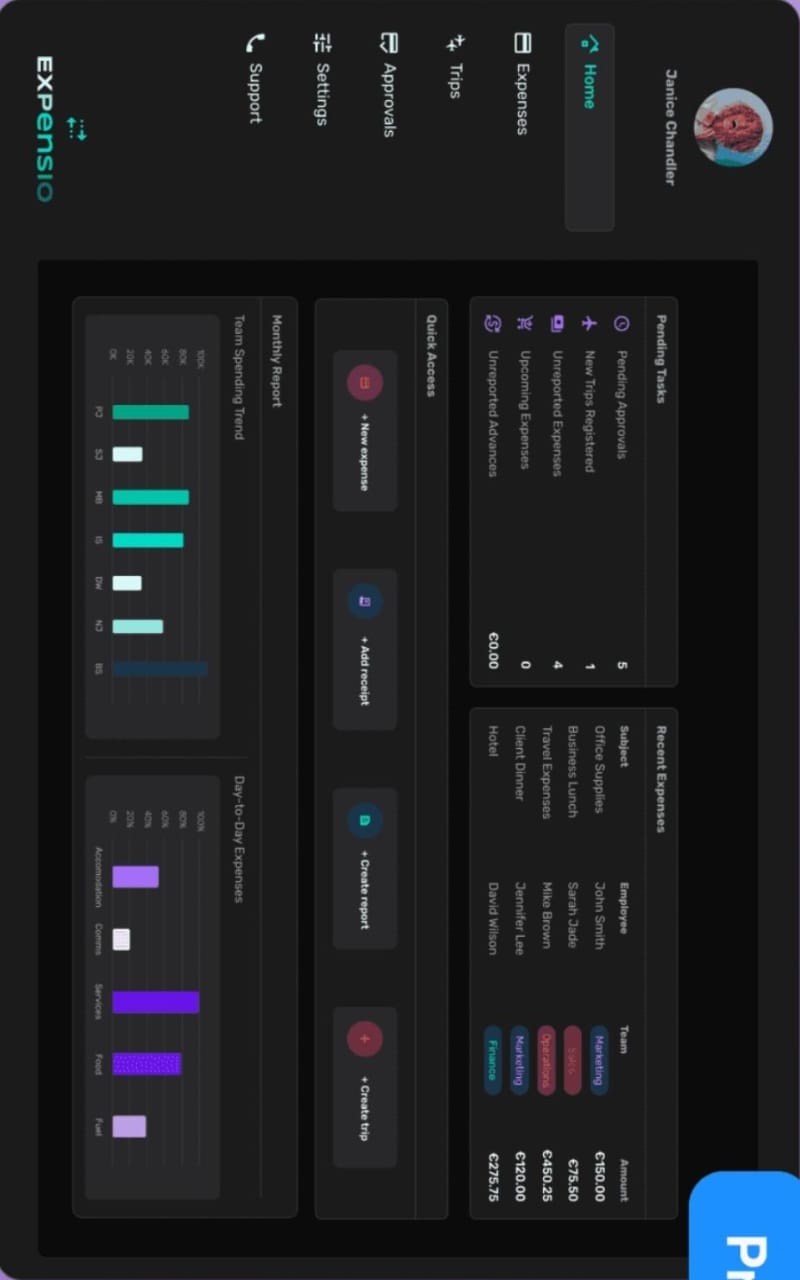 Janice Chandler
Home
Expenses
Trips
Approvals
Settings
Support
EXPENSIO
Pending Tasks
Pending Approvals 5
New Trips Registered 1
Unreported Expenses 4
Upcoming Expenses 0
Unreported Advances €0.00
Recent Expenses
Subject Employee Team Amount
Office Supplies John Smith Marketing €150.00
Business Lunch Sarah Jade Sales €75.50
Travel Expenses Mike Brown Operations €450.25
Client Dinner Jennifer Lee Marketing €120.00
Hotel David Wilson Finance €275.75
Quick Access
+ New expense
+ Add receipt
+ Create report
+ Create trip
Monthly Report
Team Spending Trend
100K
80K
60K
40K
20K
0K
PJ SJ MB IS DW NJ BS
Day-to-Day Expenses
100%
80%
60%
40%
20%
0%
Accomodation Comms Services Food Fuel